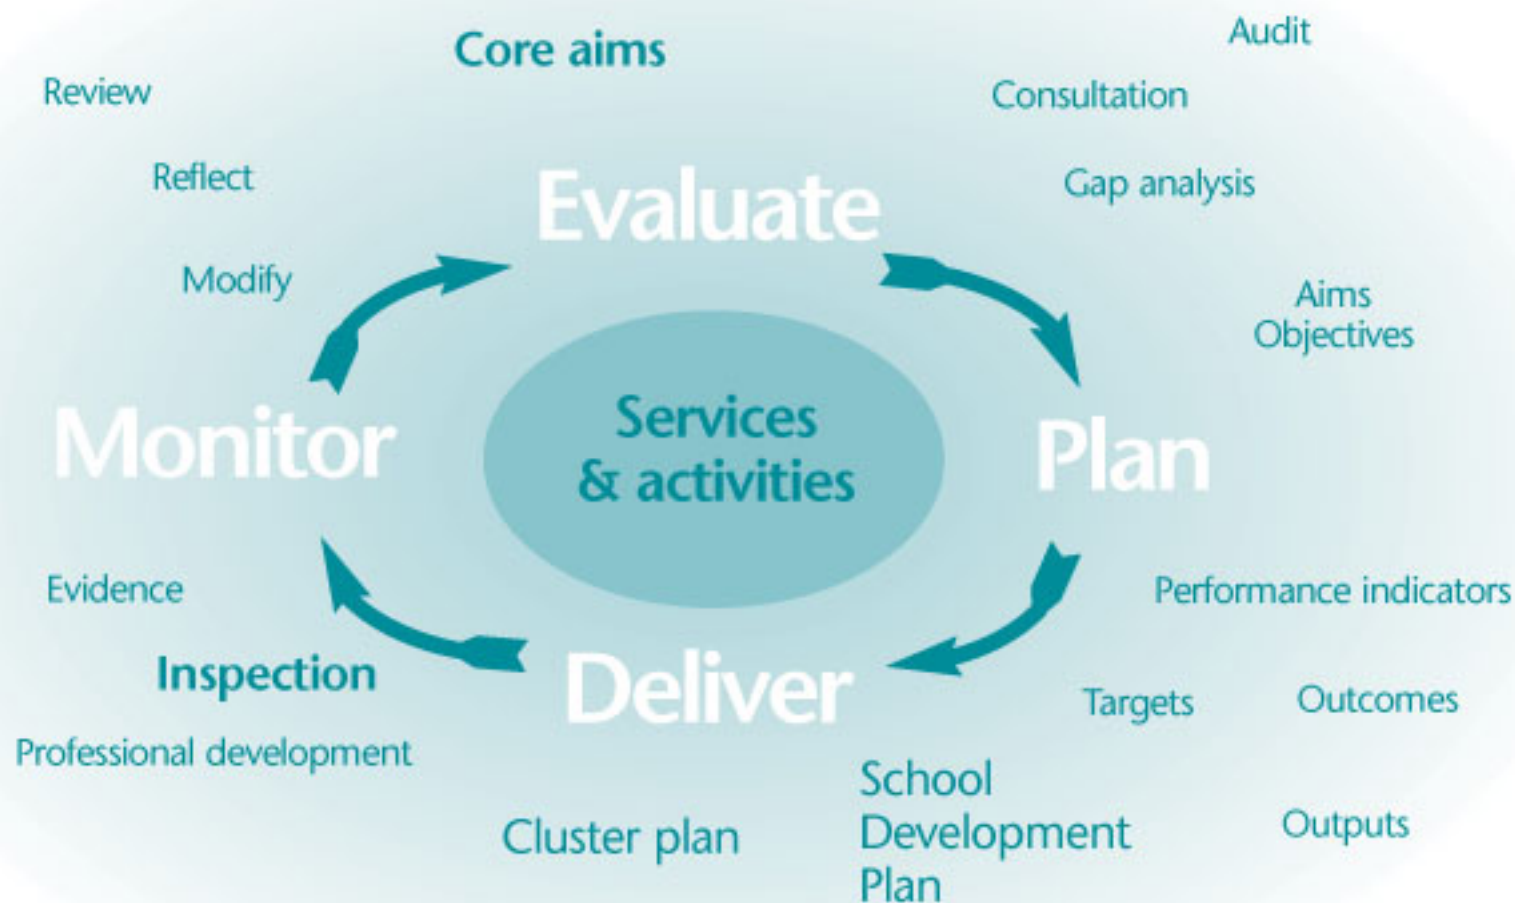 Audit
Core aims
Review
Consultation
Reflect
Gap analysis
Evaluate
Modify
Aims
Objectives
Services
& activities
Monitor
Plan
Evidence
Performance indicators
Inspection
Deliver
Targets
Outcomes
Professional development
School
Development
Plan
Cluster plan
Outputs